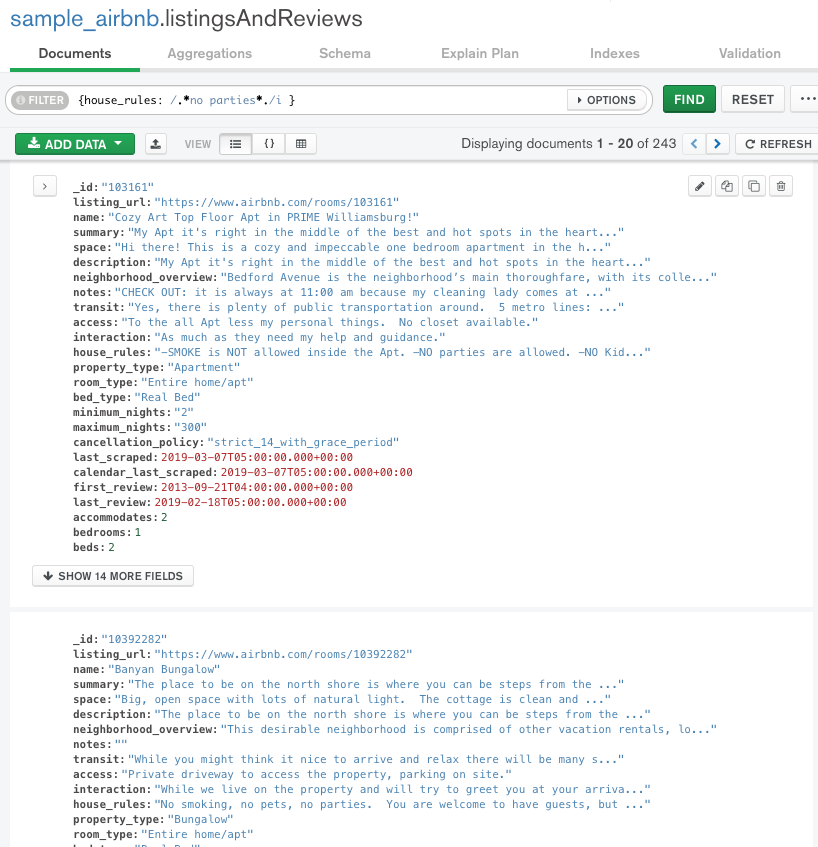 sample_airbnb.listingsAndReviews
Documents Aggregations Schema Explain Plan Indexes Validation
FILTER {house_rules: /.*no parties*./i } OPTIONS FIND RESET ...
ADD DATA VIEW {} Displaying documents 1 - 20 of 243 < > REFRESH
_id: "103161"
listing_url: "https://www.airbnb.com/rooms/103161"
name: "Cozy Art Top Floor Apt in PRIME Williamsburg!"
summary: "My Apt it's right in the middle of the best and hot spots in the heart..."
space: "Hi there! This is a cozy and impeccable one bedroom apartment in the h..."
description: "My Apt it's right in the middle of the best and hot spots in the heart..."
neighborhood_overview: "Bedford Avenue is the neighborhood’s main thoroughfare, with its colle..."
notes: "CHECK OUT: it is always at 11:00 am because my cleaning lady comes at ..."
transit: "Yes, there is plenty of public transportation around.  5 metro lines: ..."
access: "To the all Apt less my personal things.  No closet available."
interaction: "As much as they need my help and guidance."
house_rules: "-SMOKE is NOT allowed inside the Apt. -NO parties are allowed. -NO Kid..."
property_type: "Apartment"
room_type: "Entire home/apt"
bed_type: "Real Bed"
minimum_nights: "2"
maximum_nights: "300"
cancellation_policy: "strict_14_with_grace_period"
last_scraped: 2019-03-07T05:00:00.000+00:00
calendar_last_scraped: 2019-03-07T05:00:00.000+00:00
first_review: 2013-09-21T04:00:00.000+00:00
last_review: 2019-02-18T05:00:00.000+00:00
accommodates: 2
bedrooms: 1
beds: 2
SHOW 14 MORE FIELDS
_id: "10392282"
listing_url: "https://www.airbnb.com/rooms/10392282"
name: "Banyan Bungalow"
summary: "The place to be on the north shore is where you can be steps from the ..."
space: "Big, open space with lots of natural light.  The cottage is clean and ..."
description: "The place to be on the north shore is where you can be steps from the ..."
neighborhood_overview: "This desirable neighborhood is comprised of other vacation rentals, lo..."
notes: ""
transit: "While you might think it nice to arrive and relax there will be many s..."
access: "Private driveway to access the property, parking on site."
interaction: "While we live on the property and will try to greet you at your arriva..."
house_rules: "No smoking, no pets, no parties.  You are welcome to have guests, but ..."
property_type: "Bungalow"
room_type: "Entire home/apt"